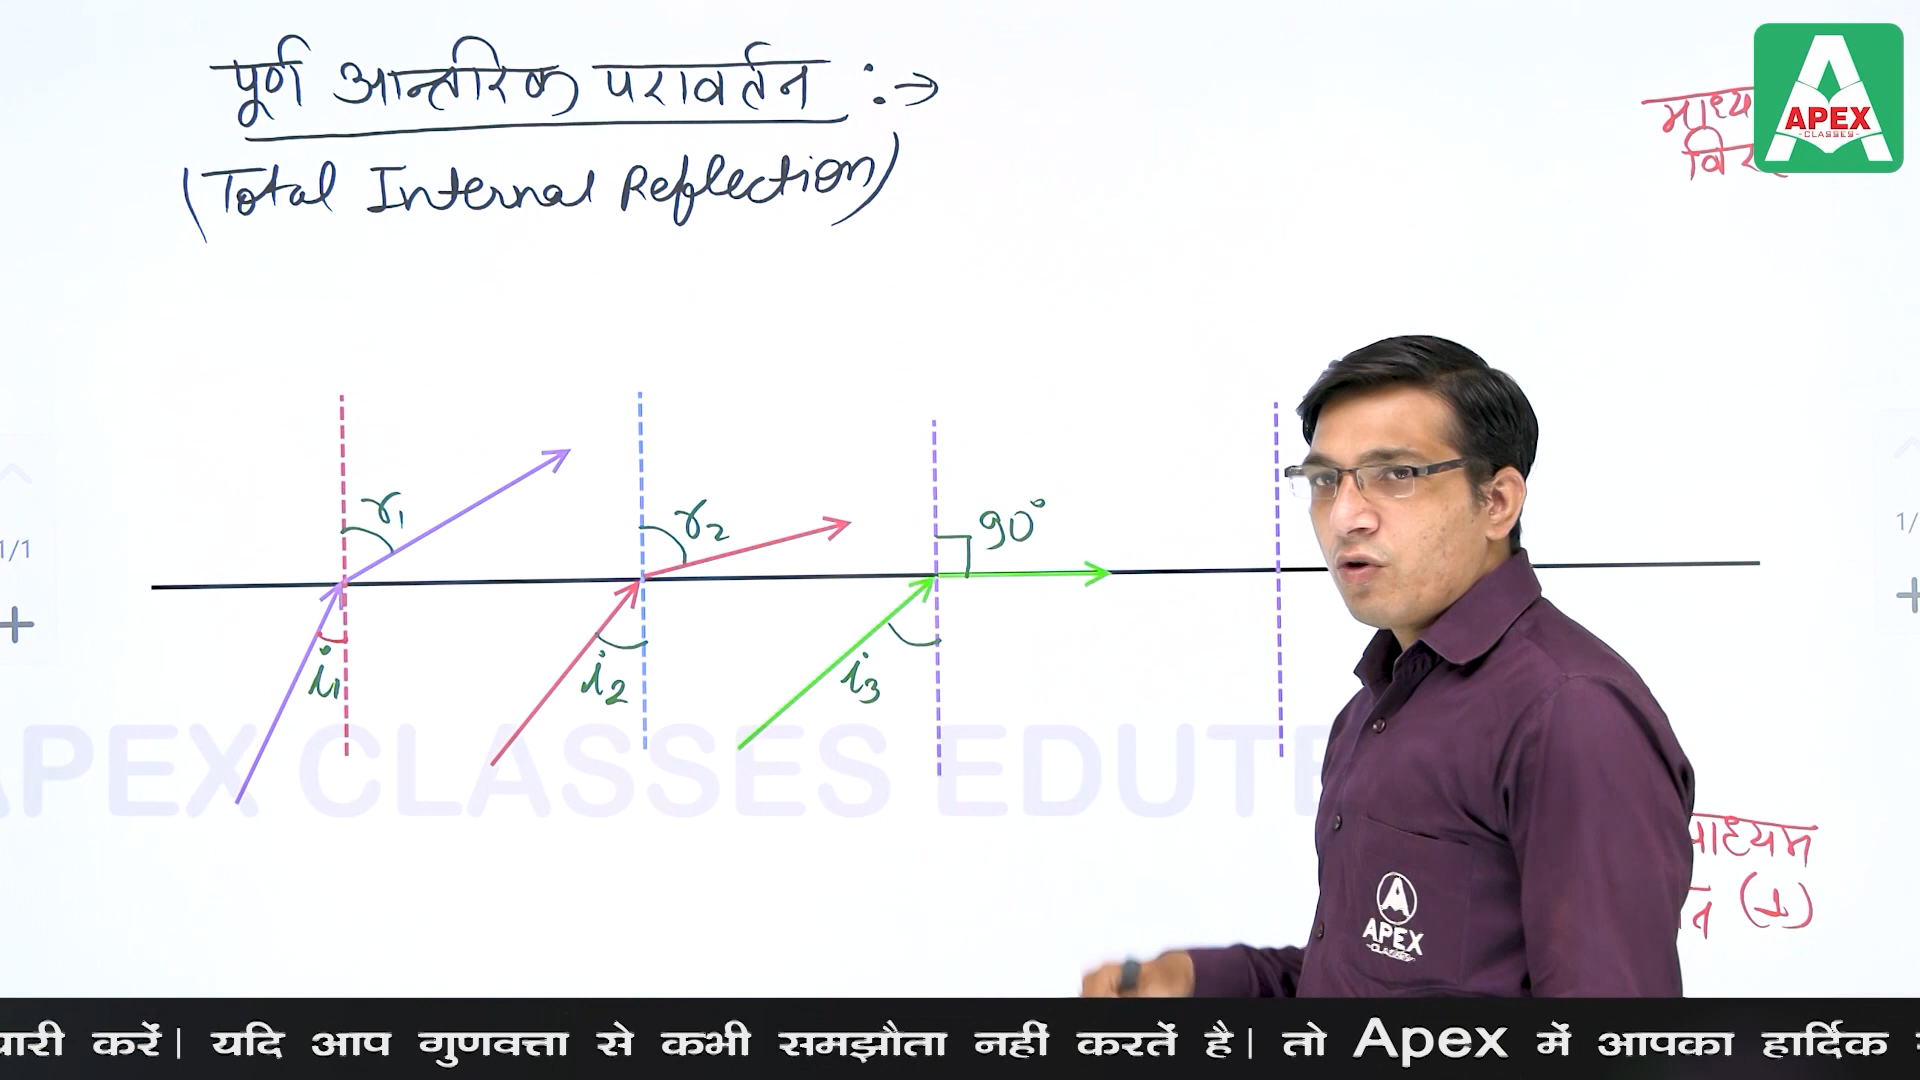 पूर्ण आन्तरिक परावर्तन :→
(Total Internal Reflection)
माध्य
APEX
CLASSES
1/1
1/
r₁
r₂
90°
i₁
i₂
i₃
APEX CLASSES EDUTE
माध्यम
न (1)
APEX
CLASSES
यारी करें। यदि आप गुणवत्ता से कभी समझौता नहीं करतें है। तो Apex में आपका हार्दिक